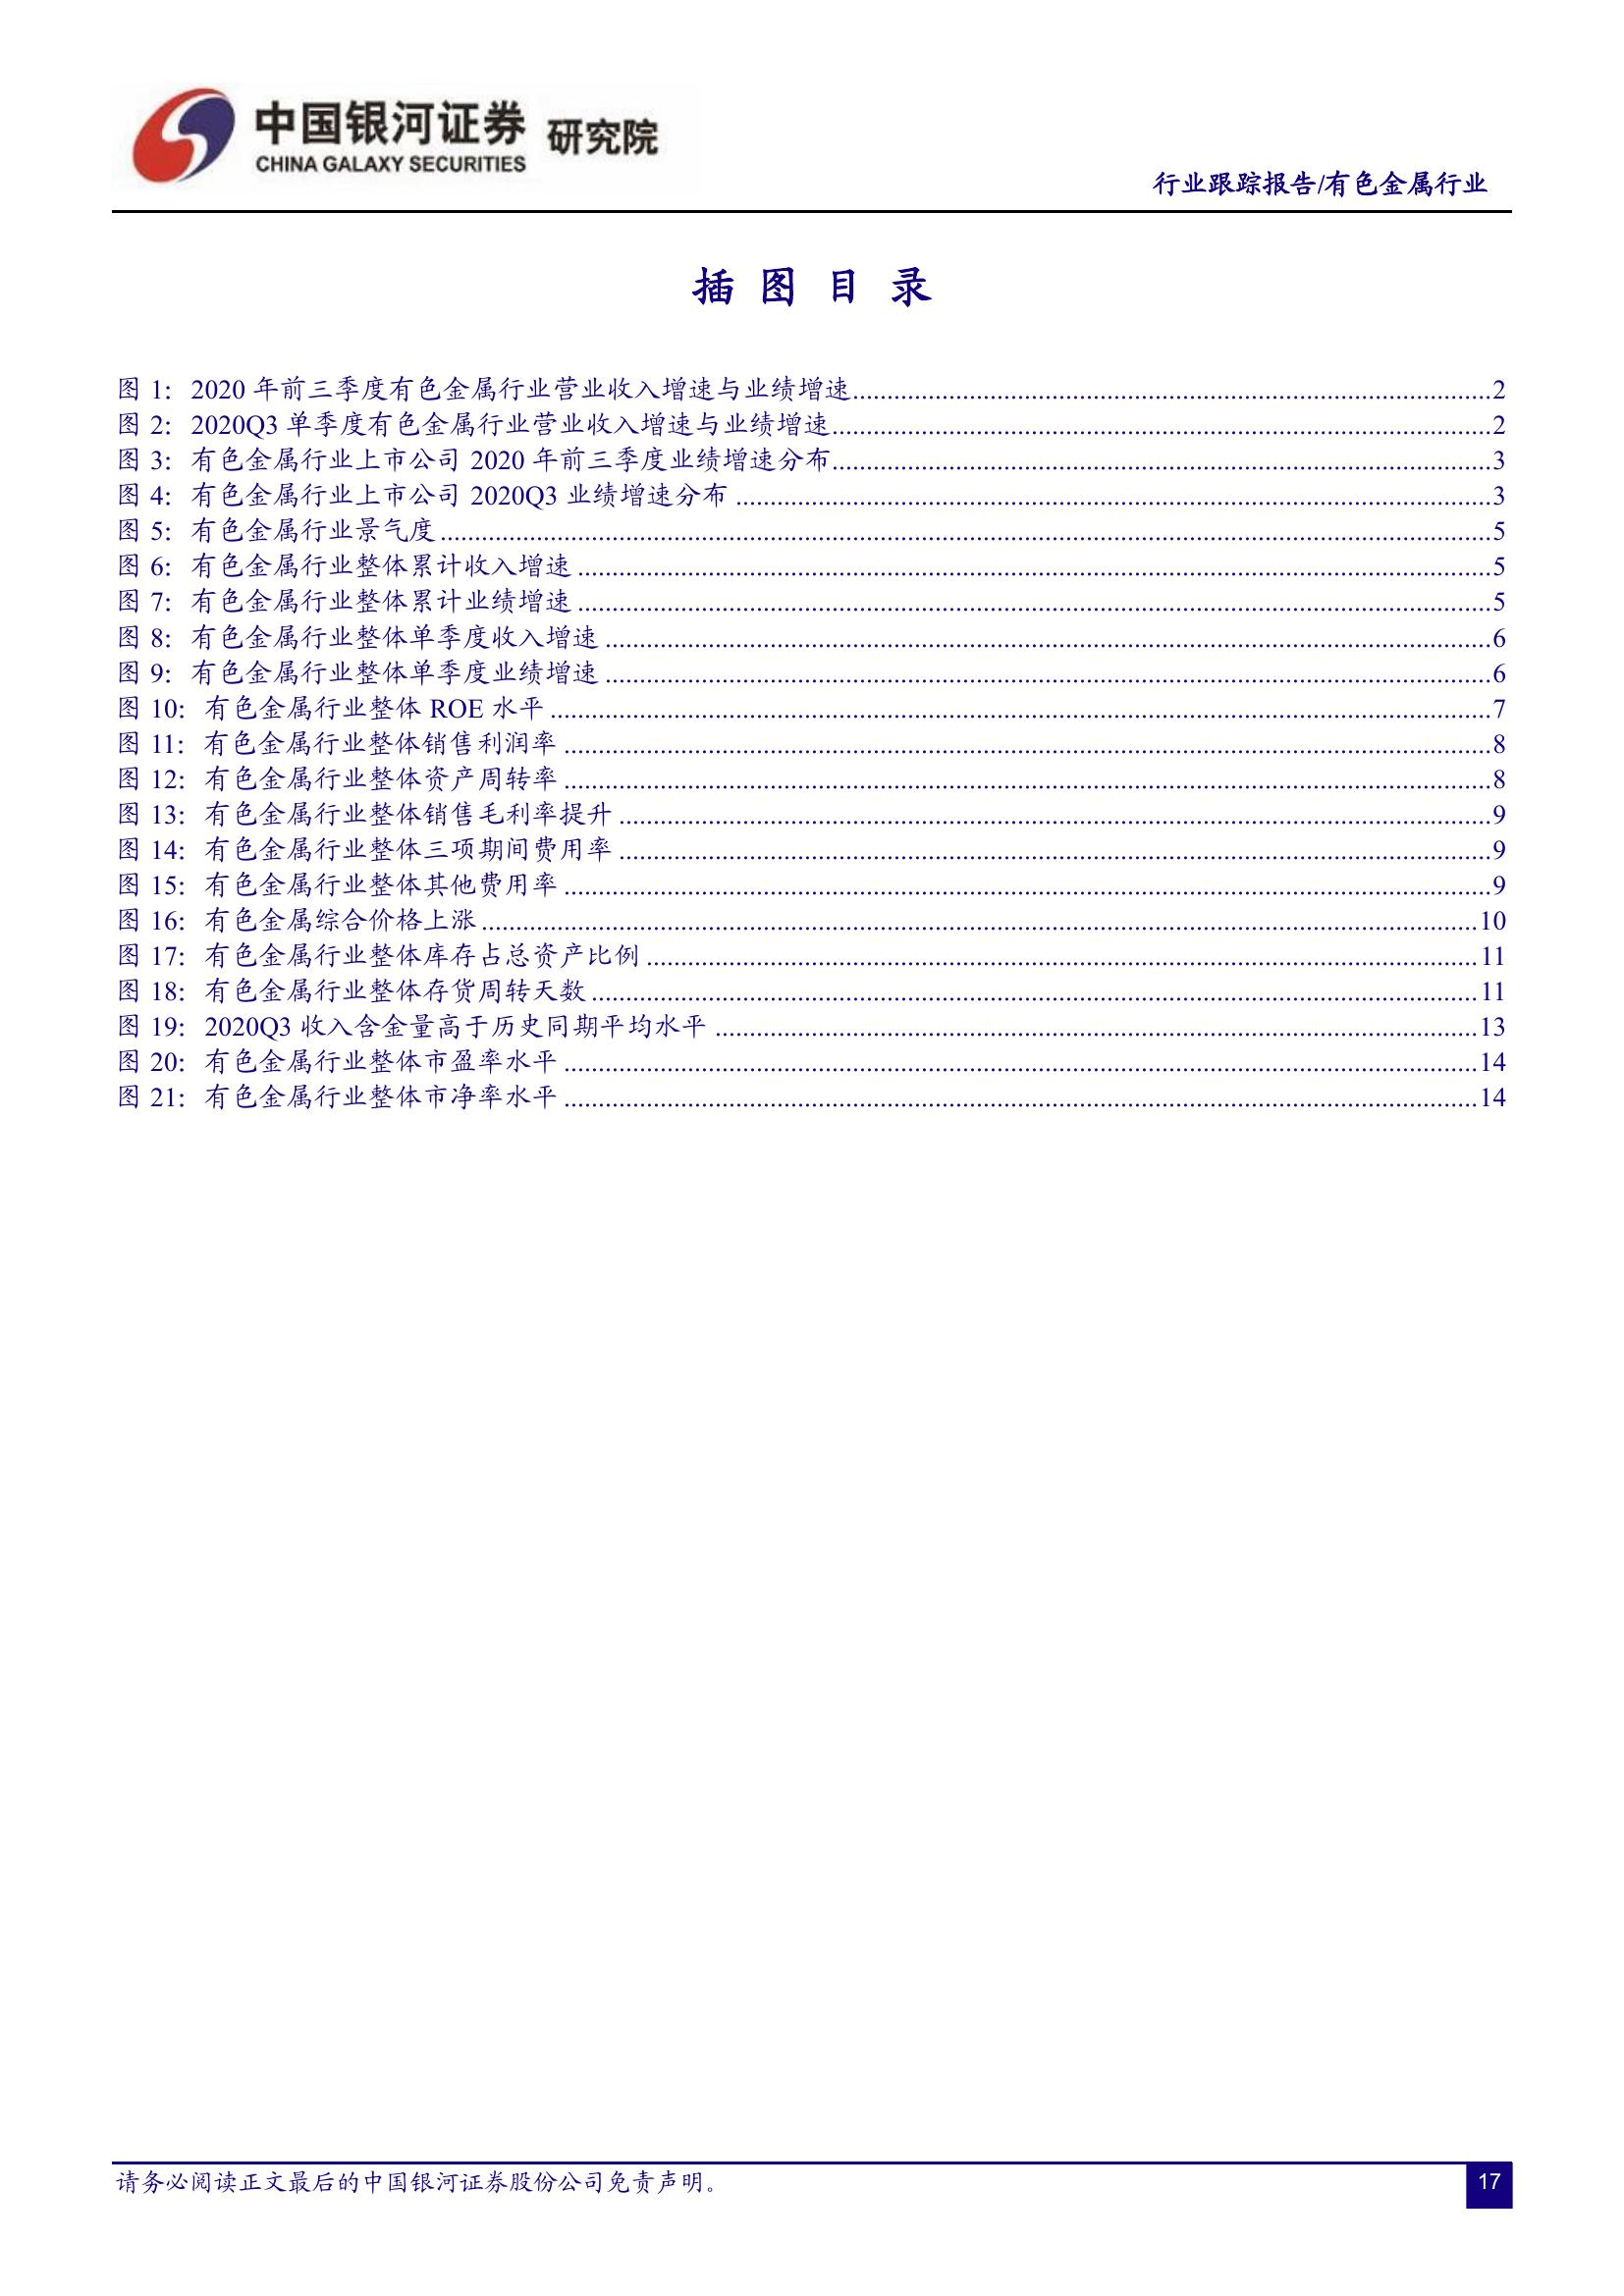 中国银河证券 研究院
CHINA GALAXY SECURITIES
行业跟踪报告/有色金属行业
插 图 目 录
图 1: 2020 年前三季度有色金属行业营业收入增速与业绩增速 2
图 2: 2020Q3 单季度有色金属行业营业收入增速与业绩增速 2
图 3: 有色金属行业上市公司 2020 年前三季度业绩增速分布 3
图 4: 有色金属行业上市公司 2020Q3 业绩增速分布 3
图 5: 有色金属行业景气度 5
图 6: 有色金属行业整体累计收入增速 5
图 7: 有色金属行业整体累计业绩增速 5
图 8: 有色金属行业整体单季度收入增速 6
图 9: 有色金属行业整体单季度业绩增速 6
图 10: 有色金属行业整体 ROE 水平 7
图 11: 有色金属行业整体销售利润率 8
图 12: 有色金属行业整体资产周转率 8
图 13: 有色金属行业整体销售毛利率提升 9
图 14: 有色金属行业整体三项期间费用率 9
图 15: 有色金属行业整体其他费用率 9
图 16: 有色金属综合价格上涨 10
图 17: 有色金属行业整体库存占总资产比例 11
图 18: 有色金属行业整体存货周转天数 11
图 19: 2020Q3 收入含金量高于历史同期平均水平 13
图 20: 有色金属行业整体市盈率水平 14
图 21: 有色金属行业整体市净率水平 14
请务必阅读正文最后的中国银河证券股份公司免责声明。
17